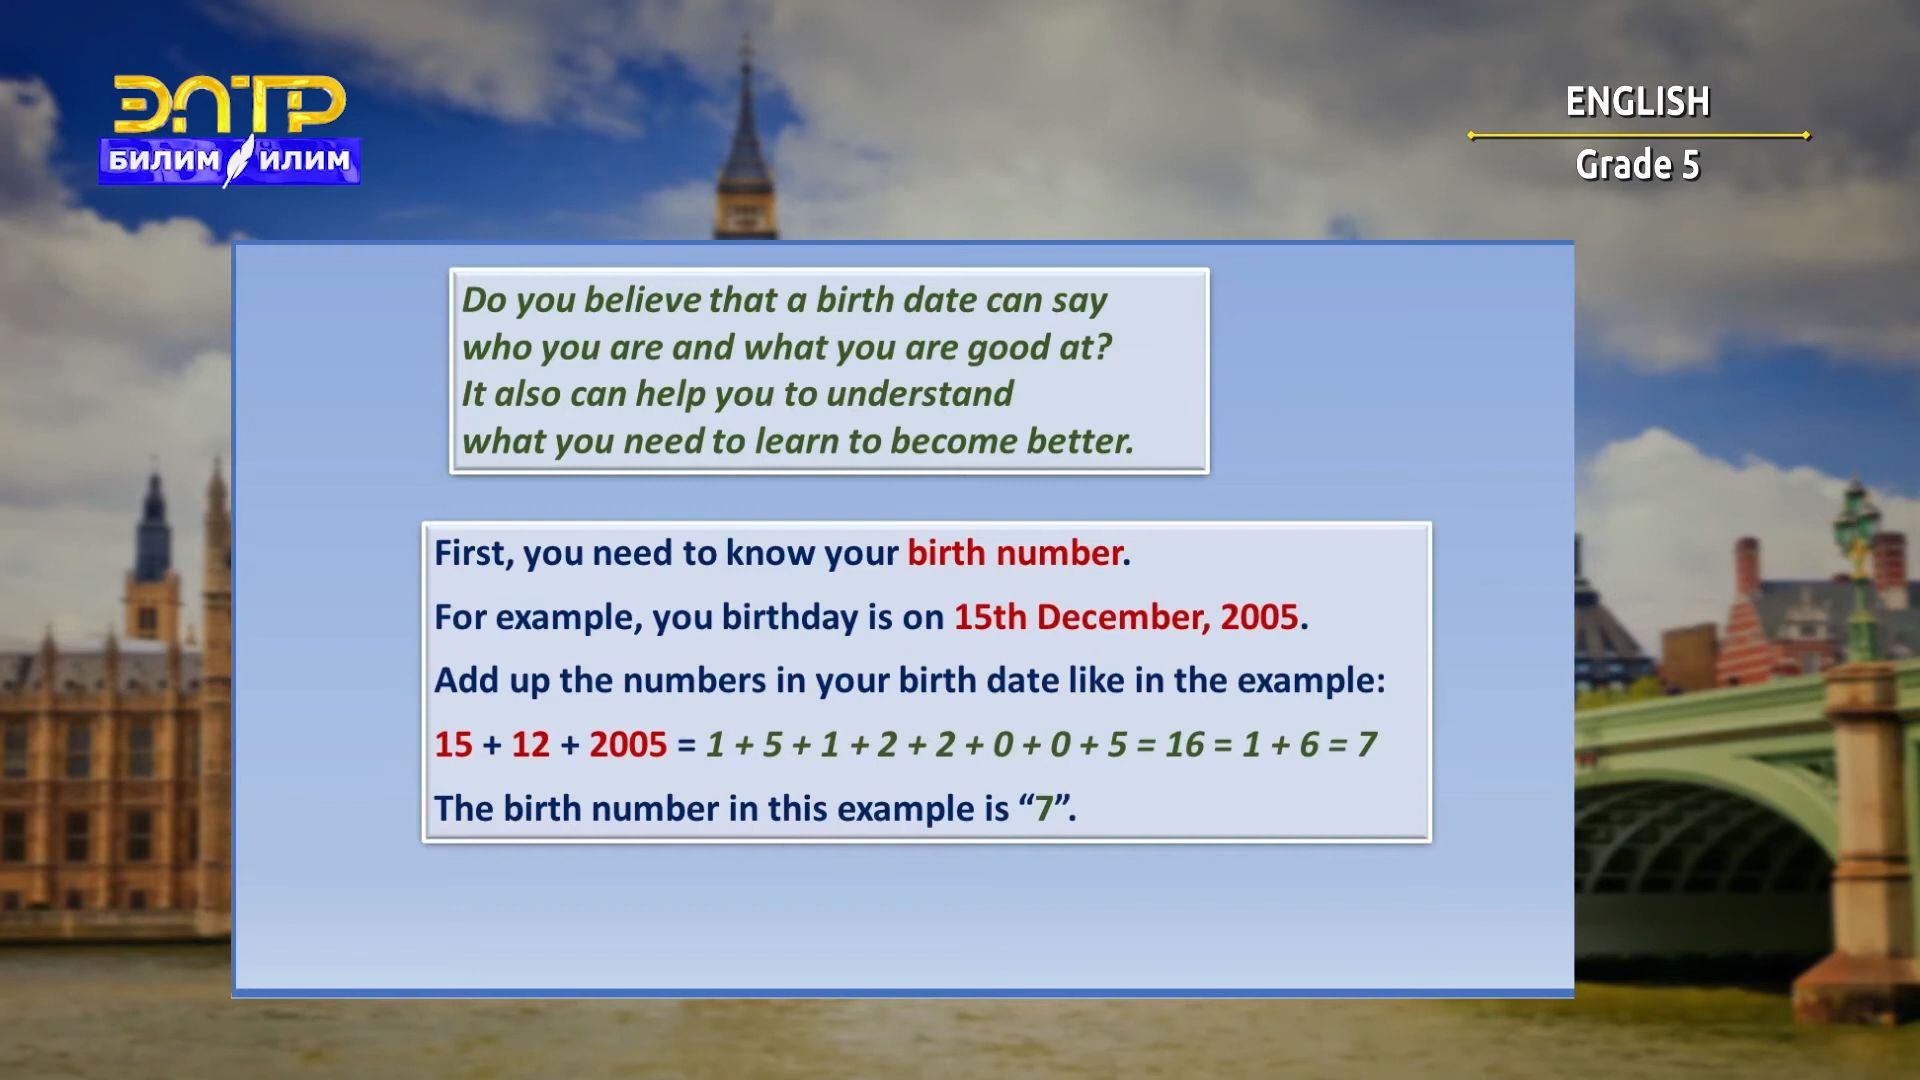 ЭЛТР
БИЛИМ ИЛИМ
ENGLISH
Grade 5
Do you believe that a birth date can say
who you are and what you are good at?
It also can help you to understand
what you need to learn to become better.
First, you need to know your birth number.
For example, you birthday is on 15th December, 2005.
Add up the numbers in your birth date like in the example:
15 + 12 + 2005 = 1 + 5 + 1 + 2 + 2 + 0 + 0 + 5 = 16 = 1 + 6 = 7
The birth number in this example is “7”.